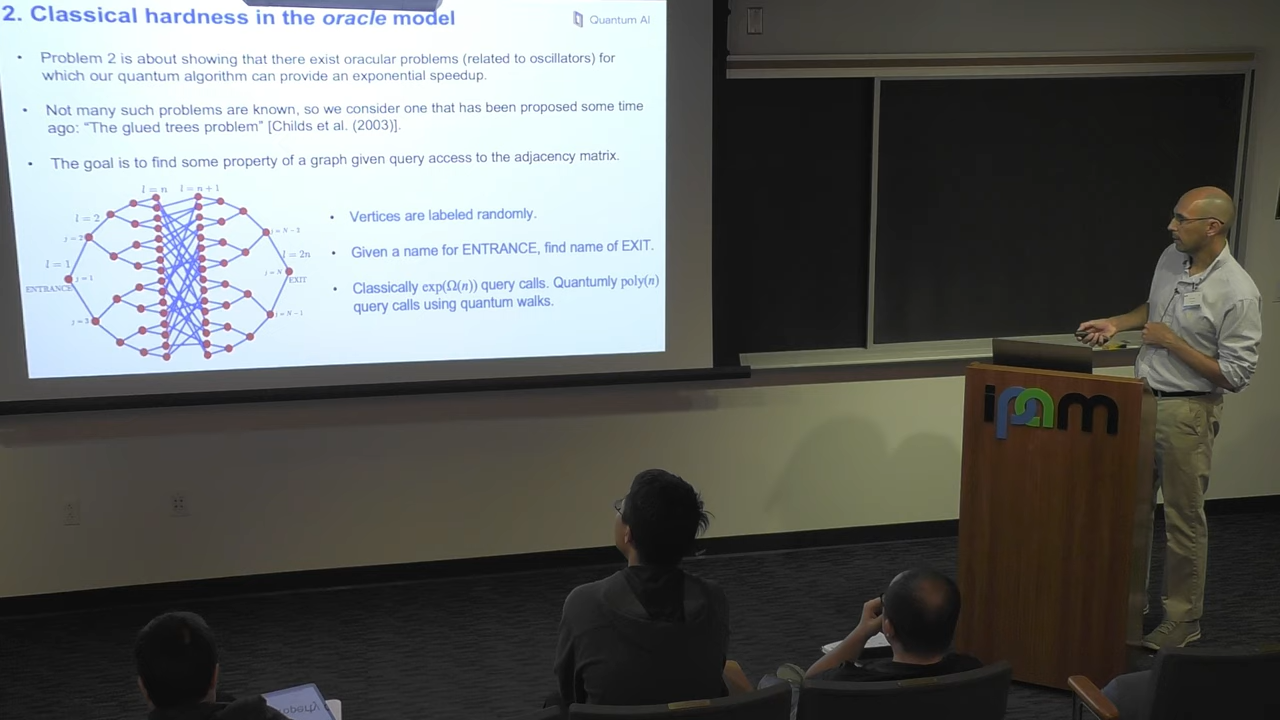 2. Classical hardness in the oracle model
Quantum AI
• Problem 2 is about showing that there exist oracular problems (related to oscillators) for
which our quantum algorithm can provide an exponential speedup.
• Not many such problems are known, so we consider one that has been proposed some time
ago: “The glued trees problem” [Childs et al. (2003)].
• The goal is to find some property of a graph given query access to the adjacency matrix.
l = n l = n + 1
l = 2
j = 2
j = N − 2
l = 1
l = 2n
j = 1
j = N
ENTRANCE
EXIT
j = 3
j = N − 1
• Vertices are labeled randomly.
• Given a name for ENTRANCE, find name of EXIT.
• Classically exp(Ω(n)) query calls. Quantumly poly(n)
query calls using quantum walks.
ipam